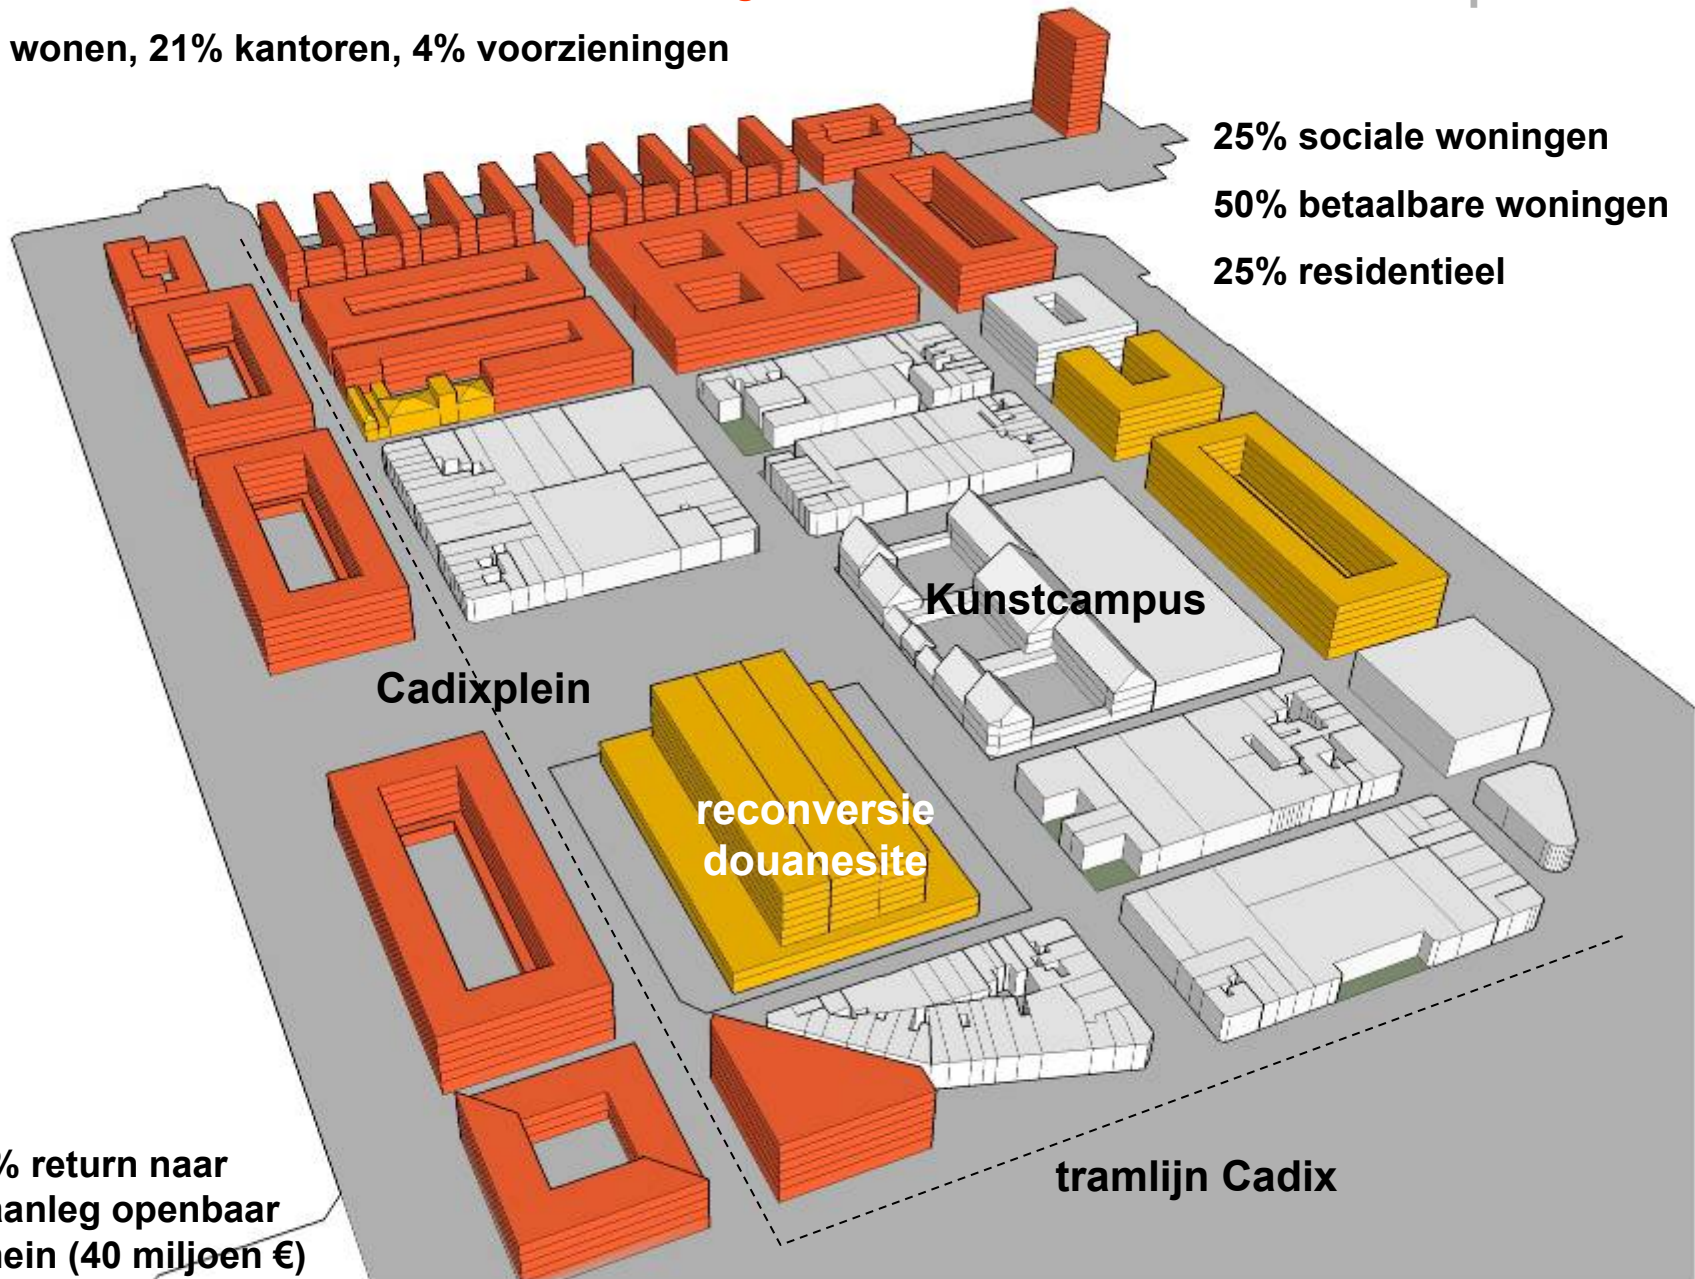 wonen, 21% kantoren, 4% voorzieningen
25% sociale woningen
50% betaalbare woningen
25% residentieel
Kunstcampus
Cadixplein
reconversie
douanesite
tramlijn Cadix
% return naar
aanleg openbaar
(40 miljoen €)